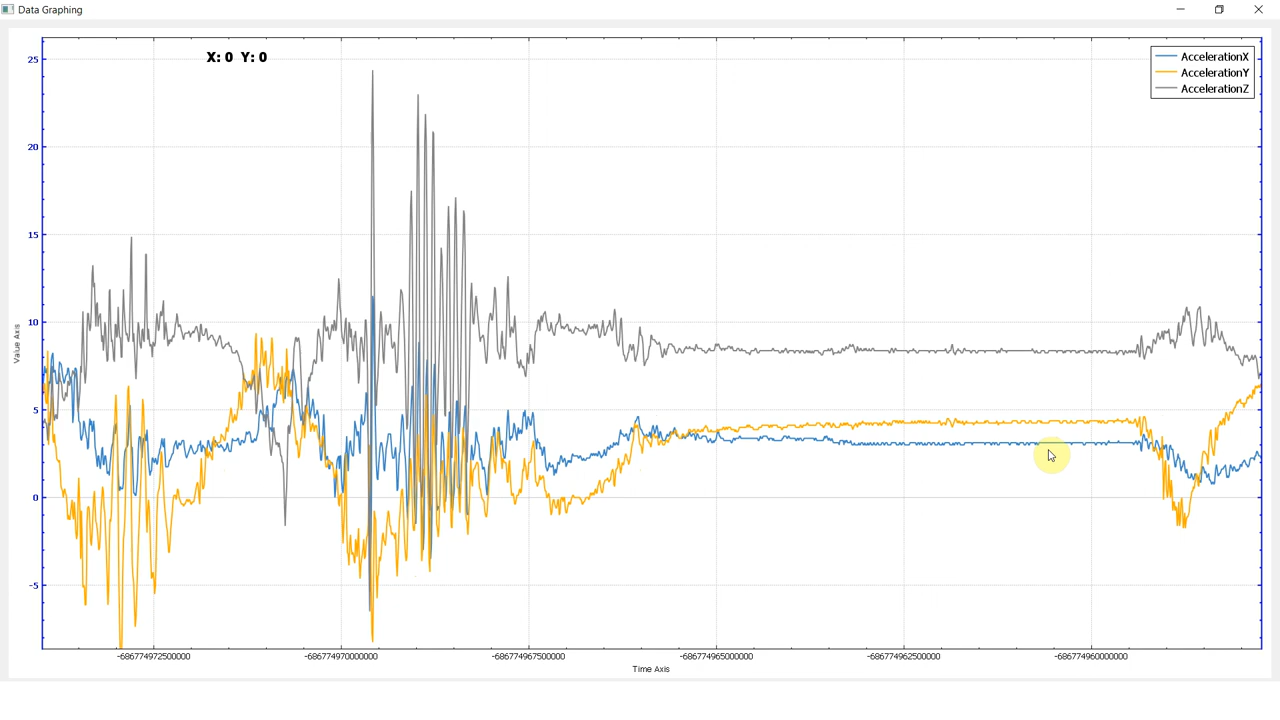 Data Graphing
X: 0 Y: 0
AccelerationX
AccelerationY
AccelerationZ
25
20
15
10
5
0
-5
Value Axis
-686774972500000
-686774970000000
-686774967500000
-686774965000000
-686774962500000
-686774960000000
Time Axis